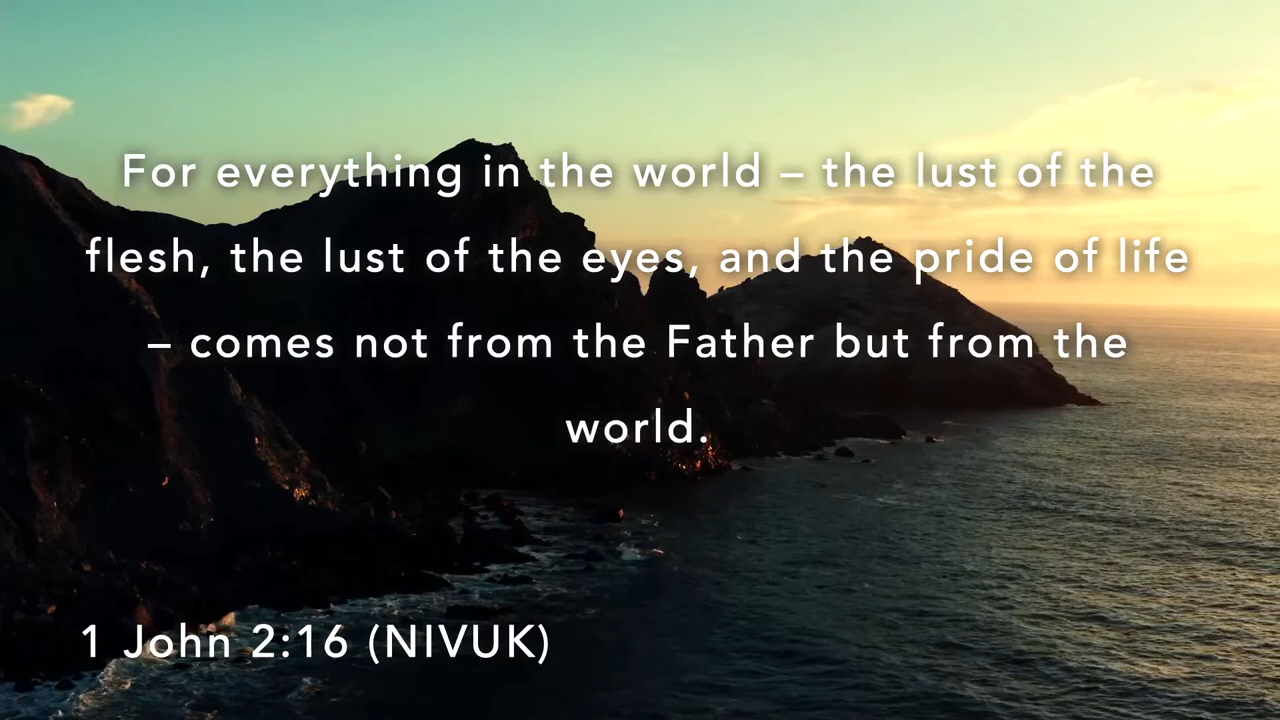 For everything in the world – the lust of the
flesh, the lust of the eyes, and the pride of life
– comes not from the Father but from the
world.
1 John 2:16 (NIVUK)